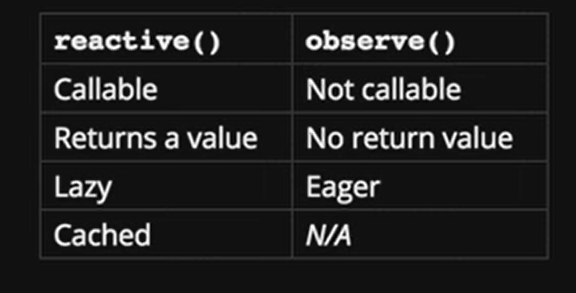 reactive() observe()
Callable Not callable
Returns a value No return value
Lazy Eager
Cached N/A